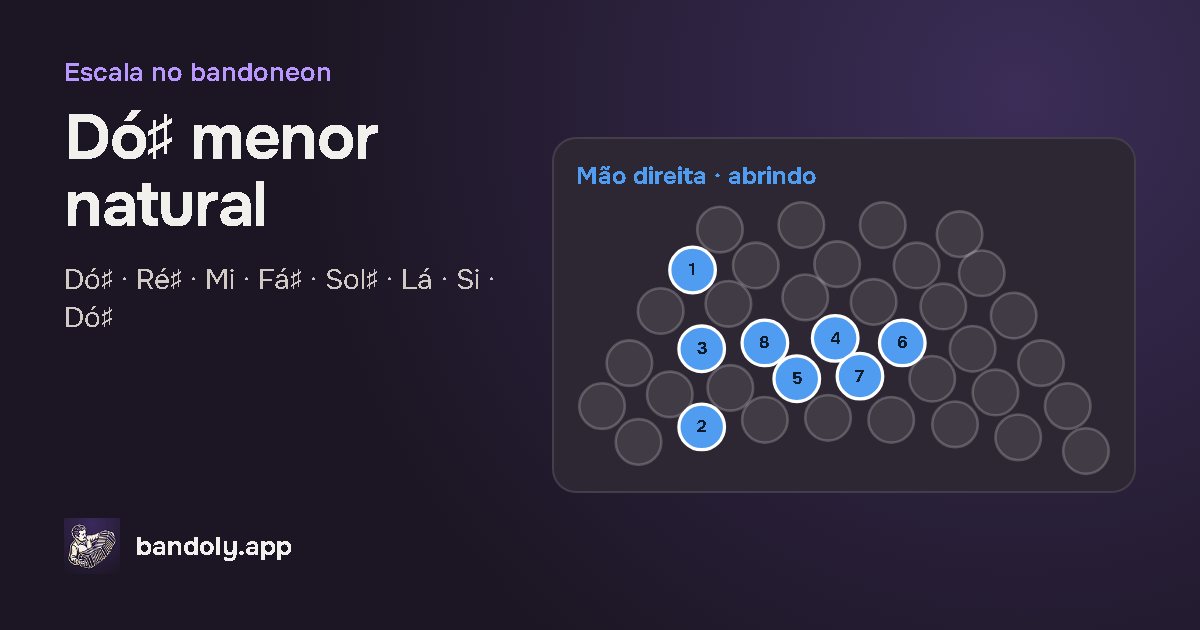 Escala no bandoneon
Dó♯ menor
natural
Dó♯ · Ré♯ · Mi · Fá♯ · Sol♯ · Lá · Si ·
Dó♯
Mão direita · abrindo
1
3
8
4
6
5
7
2
bandoly.app